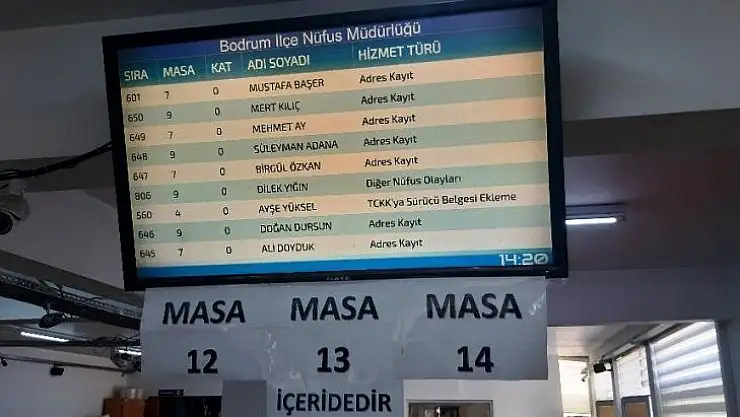 Bodrum İlçe Nüfus Müdürlüğü
SIRA MASA KAT ADI SOYADI HİZMET TÜRÜ
601 7 0 MUSTAFA BAŞER Adres Kayıt
650 9 0 MERT KILIÇ Adres Kayıt
649 7 0 MEHMET AY Adres Kayıt
648 9 0 SÜLEYMAN ADANA Adres Kayıt
647 7 0 BİRGÜL ÖZKAN Adres Kayıt
806 9 0 DİLEK YIĞIN Diğer Nüfus Olayları
560 4 0 AYŞE YÜKSEL TCKK'ya Sürücü Belgesi Ekleme
646 9 0 DOĞAN DURSUN Adres Kayıt
645 7 0 ALİ DOYDUK Adres Kayıt
14:20
MASA MASA MASA
12 13 14
İÇERİDEDİR